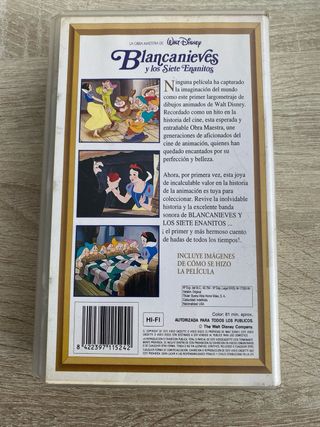 LA OBRA MAESTRA DE WALT DISNEY
Blancanieves
y los Siete Enanitos
Ninguna película ha capturado
la imaginación del mundo
como este primer largometraje de
dibujos animados de Walt Disney.
Recordado como un hito en la
historia del cine, esta esperada y
entrañable Obra Maestra, une
generaciones de aficionados del
cine de animación, quienes han
quedado encantados por su
perfección y belleza.
Ahora, por primera vez, esta joya
de incalculable valor en la historia
de la animación es tuya para
coleccionar. Revive la inolvidable
historia y la excelente banda
sonora de BLANCANIEVES Y
LOS SIETE ENANITOS ...
¡ el primer y más hermoso cuento
de hadas de todos los tiempos!.
INCLUYE IMÁGENES
DE CÓMO SE HIZO
LA PELÍCULA
HI-FI
Color: 81 min. aprox.
AUTORIZADA PARA TODOS LOS PUBLICOS.
© The Walt Disney Company.
8 422397 115242